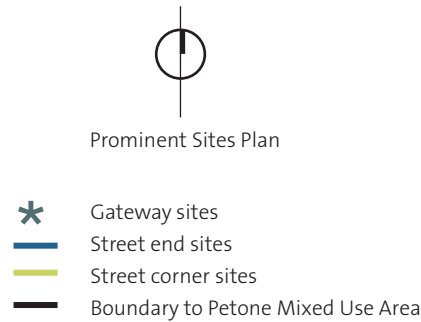 Prominent Sites Plan
Gateway sites
Street end sites
Street corner sites
Boundary to Petone Mixed Use Area